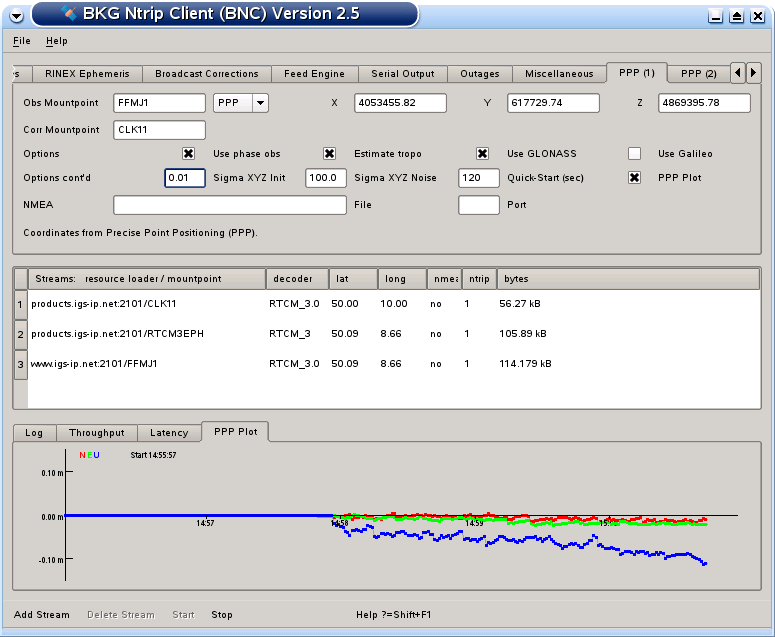 BKG Ntrip Client (BNC) Version 2.5
File Help
RINEX Ephemeris Broadcast Corrections Feed Engine Serial Output Outages Miscellaneous PPP (1) PPP (2)
Obs Mountpoint FFMJ1 PPP X 4053455.82 Y 617729.74 Z 4869395.78
Corr Mountpoint CLK11
Options Use phase obs Estimate tropo Use GLONASS Use Galileo
Options cont'd 0.01 Sigma XYZ Init 100.0 Sigma XYZ Noise 120 Quick-Start (sec) PPP Plot
NMEA File Port
Coordinates from Precise Point Positioning (PPP).
Streams: resource loader / mountpoint decoder lat long ntrip bytes
1 products.igs-ip.net:2101/CLK11 RTCM_3.0 50.00 10.00 no 1 56.27 kB
2 products.igs-ip.net:2101/RTCM3EPH RTCM_3 50.09 8.66 no 1 105.89 kB
3 www.igs-ip.net:2101/FFMJ1 RTCM_3.0 50.09 8.66 no 1 114.179 kB
Log Throughput Latency PPP Plot
NEU Start 14:55:57
0.10 m
0.00 m
14:57 14:58 14:59
-0.10 m
Add Stream Delete Stream Start Stop Help ?=Shift+F1